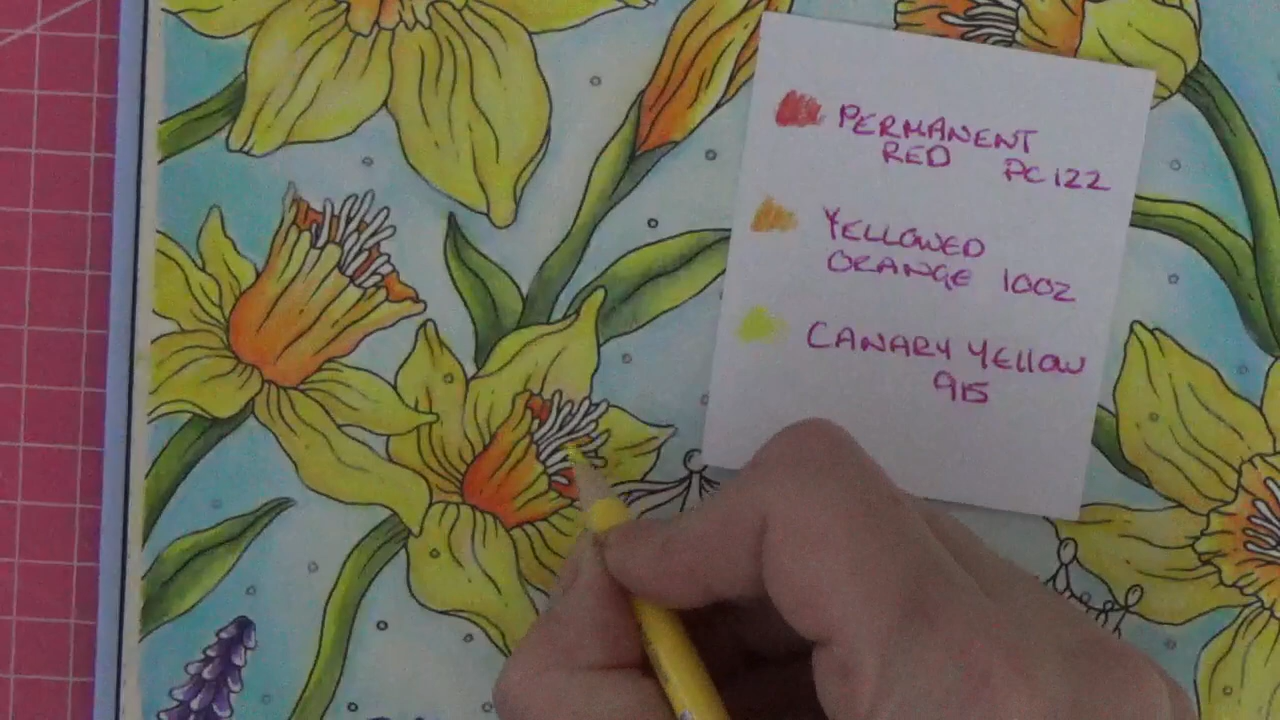 PERMANENT
RED PC122
YELLOWED
ORANGE 1002
CANARY YELLOW
915